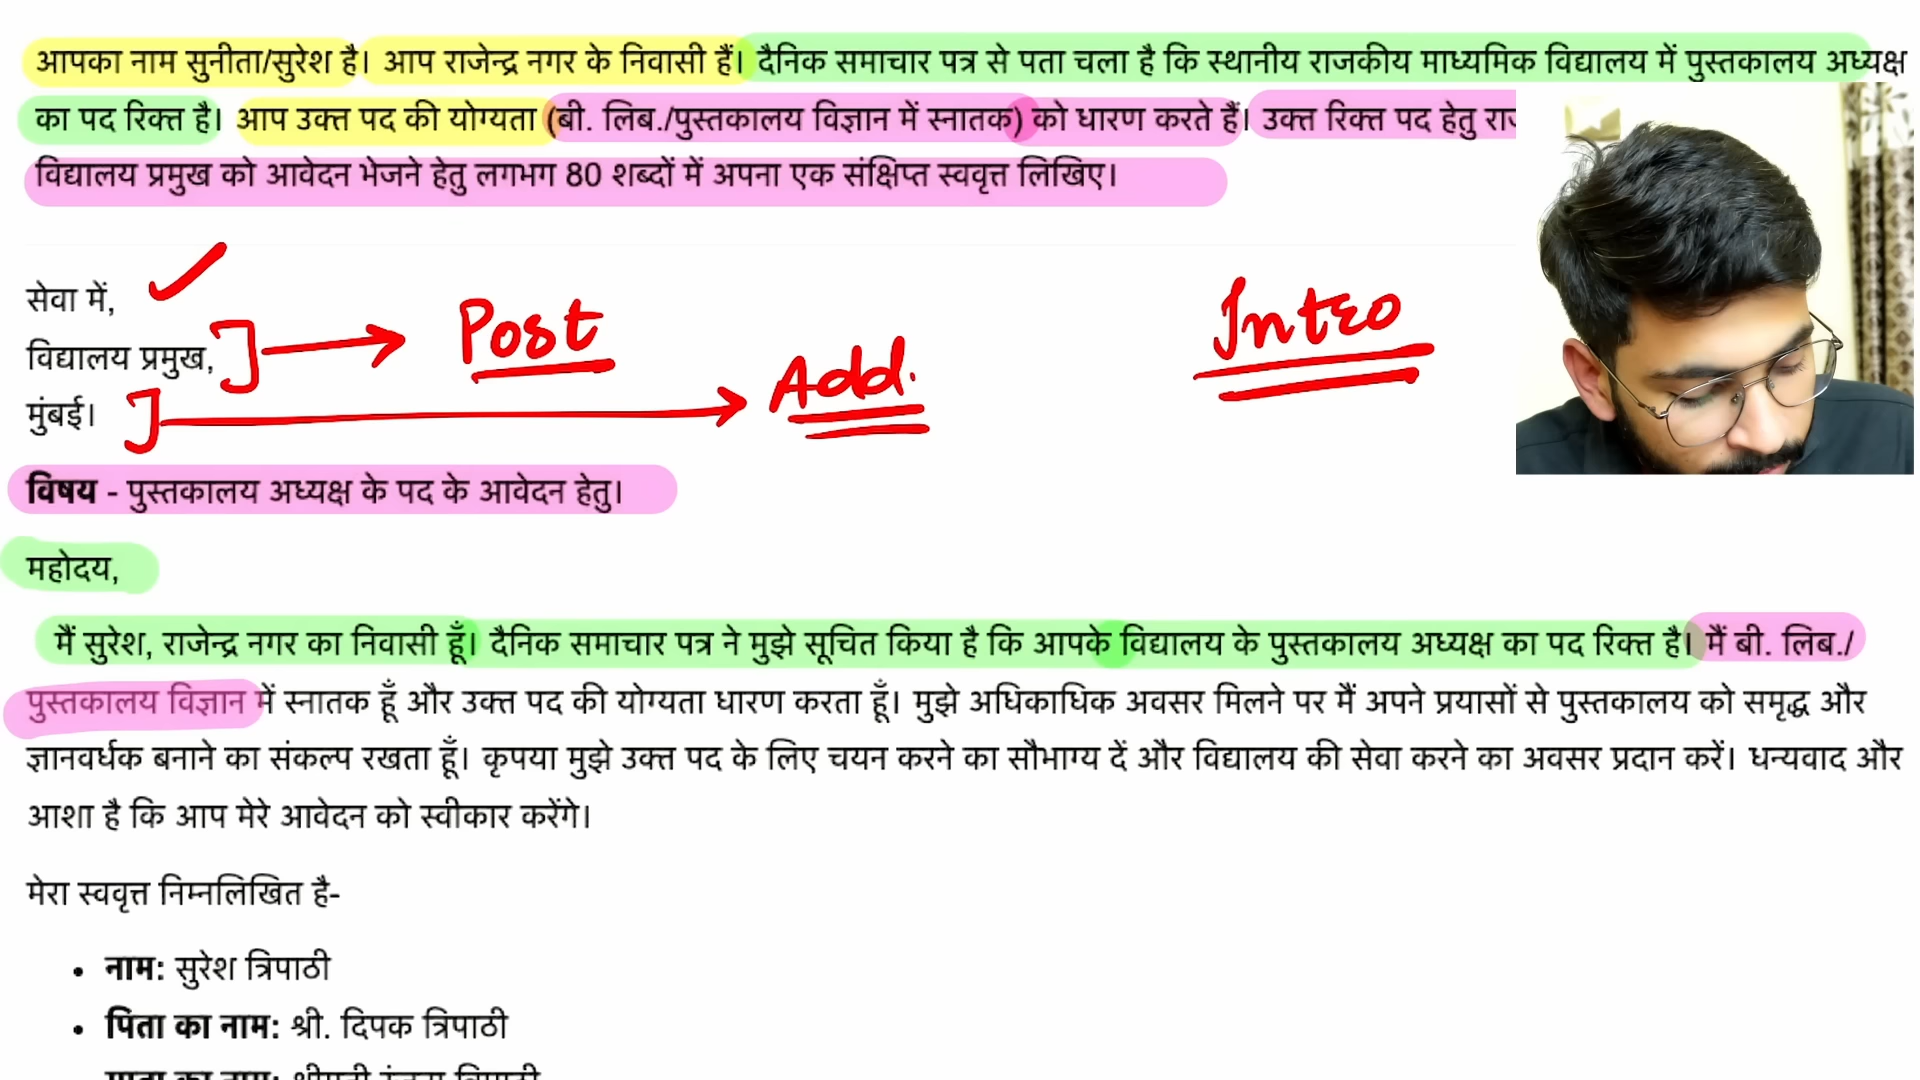 आपका नाम सुनीता/सुरेश है। आप राजेन्द्र नगर के निवासी हैं। दैनिक समाचार पत्र से पता चला है कि स्थानीय राजकीय माध्यमिक विद्यालय में पुस्तकालय अध्यक्ष
का पद रिक्त है। आप उक्त पद की योग्यता (बी. लिब./पुस्तकालय विज्ञान में स्नातक) को धारण करते हैं। उक्त रिक्त पद हेतु
विद्यालय प्रमुख को आवेदन भेजने हेतु लगभग 80 शब्दों में अपना एक संक्षिप्त स्ववृत्त लिखिए।
सेवा में,
विद्यालय प्रमुख,
Post
Intro
मुंबई।
Add.
विषय - पुस्तकालय अध्यक्ष के पद के आवेदन हेतु।
महोदय,
मैं सुरेश, राजेन्द्र नगर का निवासी हूँ। दैनिक समाचार पत्र ने मुझे सूचित किया है कि आपके विद्यालय के पुस्तकालय अध्यक्ष का पद रिक्त है। मैं बी. लिब./
पुस्तकालय विज्ञान में स्नातक हूँ और उक्त पद की योग्यता धारण करता हूँ। मुझे अधिकाधिक अवसर मिलने पर मैं अपने प्रयासों से पुस्तकालय को समृद्ध और
ज्ञानवर्धक बनाने का संकल्प रखता हूँ। कृपया मुझे उक्त पद के लिए चयन करने का सौभाग्य दें और विद्यालय की सेवा करने का अवसर प्रदान करें। धन्यवाद और
आशा है कि आप मेरे आवेदन को स्वीकार करेंगे।
मेरा स्ववृत्त निम्नलिखित है-
• नाम: सुरेश त्रिपाठी
• पिता का नाम: श्री. दिपक त्रिपाठी